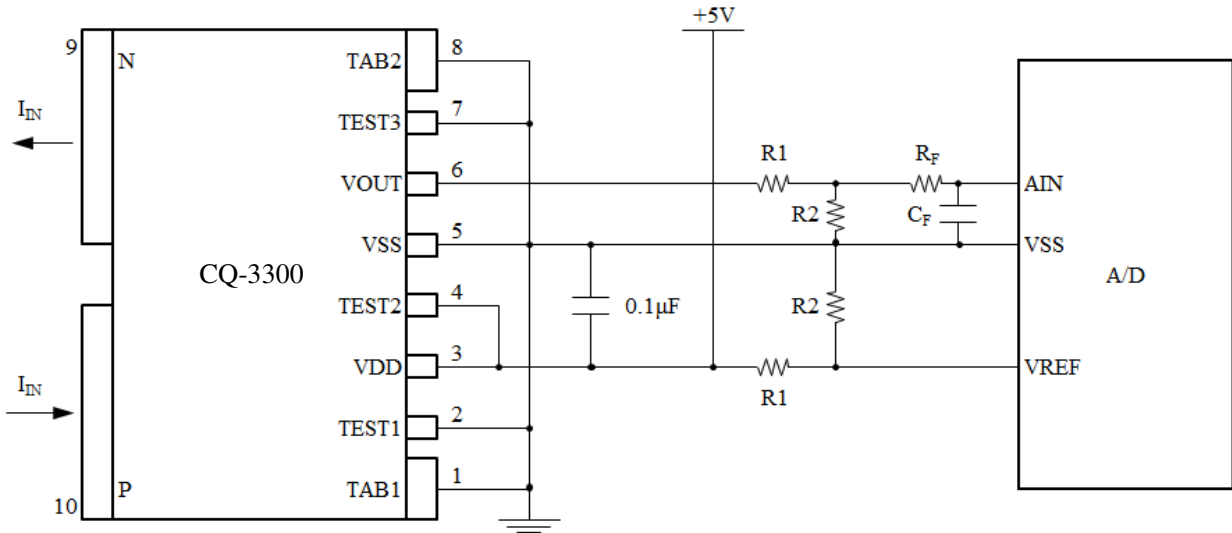 +5V
9
N
TAB2
8
I_IN
TEST3
7
R1
R_F
VOUT
6
AIN
R2
C_F
VSS
5
VSS
CQ-3300
A/D
TEST2
4
0.1μF
R2
VDD
3
VREF
I_IN
R1
TEST1
2
TAB1
1
P
10